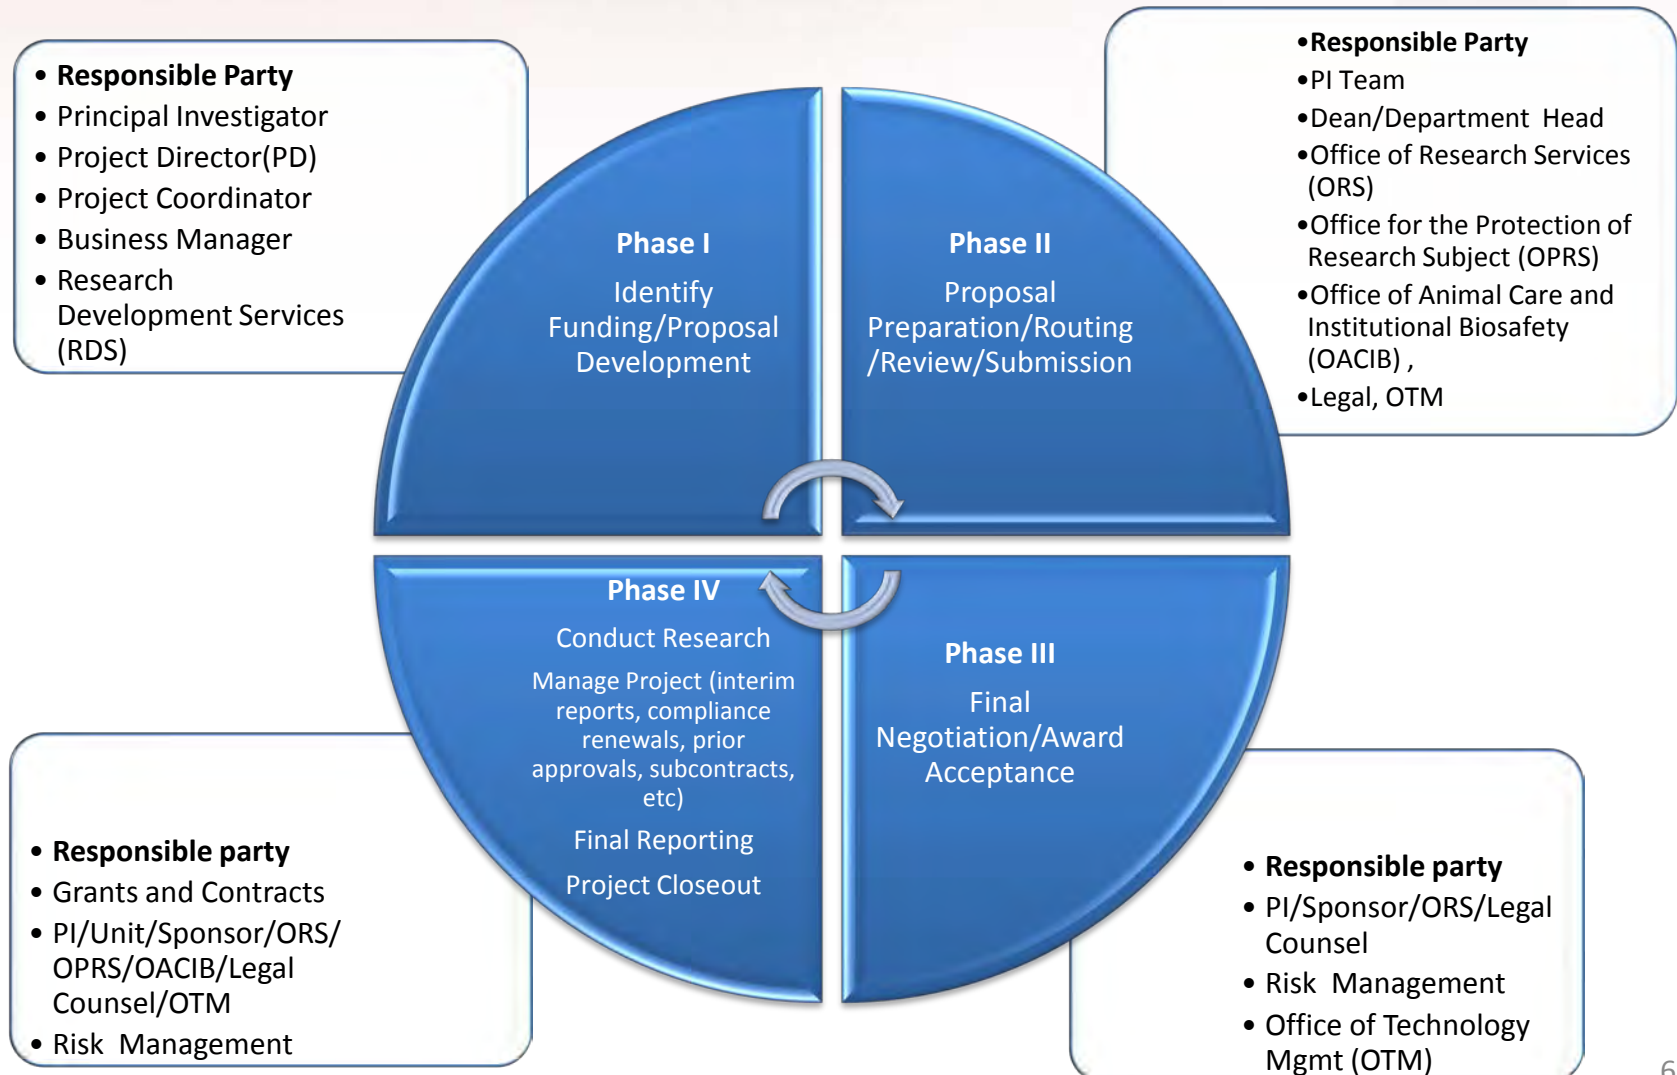 • Responsible Party
• Principal Investigator
• Project Director(PD)
• Project Coordinator
• Business Manager
• Research
Development Services
(RDS)
Phase I
Identify
Funding/Proposal
Development
Phase II
Proposal
Preparation/Routing
/Review/Submission
•Responsible Party
•PI Team
•Dean/Department Head
•Office of Research Services
(ORS)
•Office for the Protection of
Research Subject (OPRS)
•Office of Animal Care and
Institutional Biosafety
(OACIB) ,
•Legal, OTM
Phase IV
Conduct Research
Manage Project (interim
reports, compliance
renewals, prior
approvals, subcontracts,
etc)
Final Reporting
Project Closeout
Phase III
Final
Negotiation/Award
Acceptance
• Responsible party
• Grants and Contracts
• PI/Unit/Sponsor/ORS/
OPRS/OACIB/Legal
Counsel/OTM
• Risk Management
• Responsible party
• PI/Sponsor/ORS/Legal
Counsel
• Risk Management
• Office of Technology
Mgmt (OTM)
6